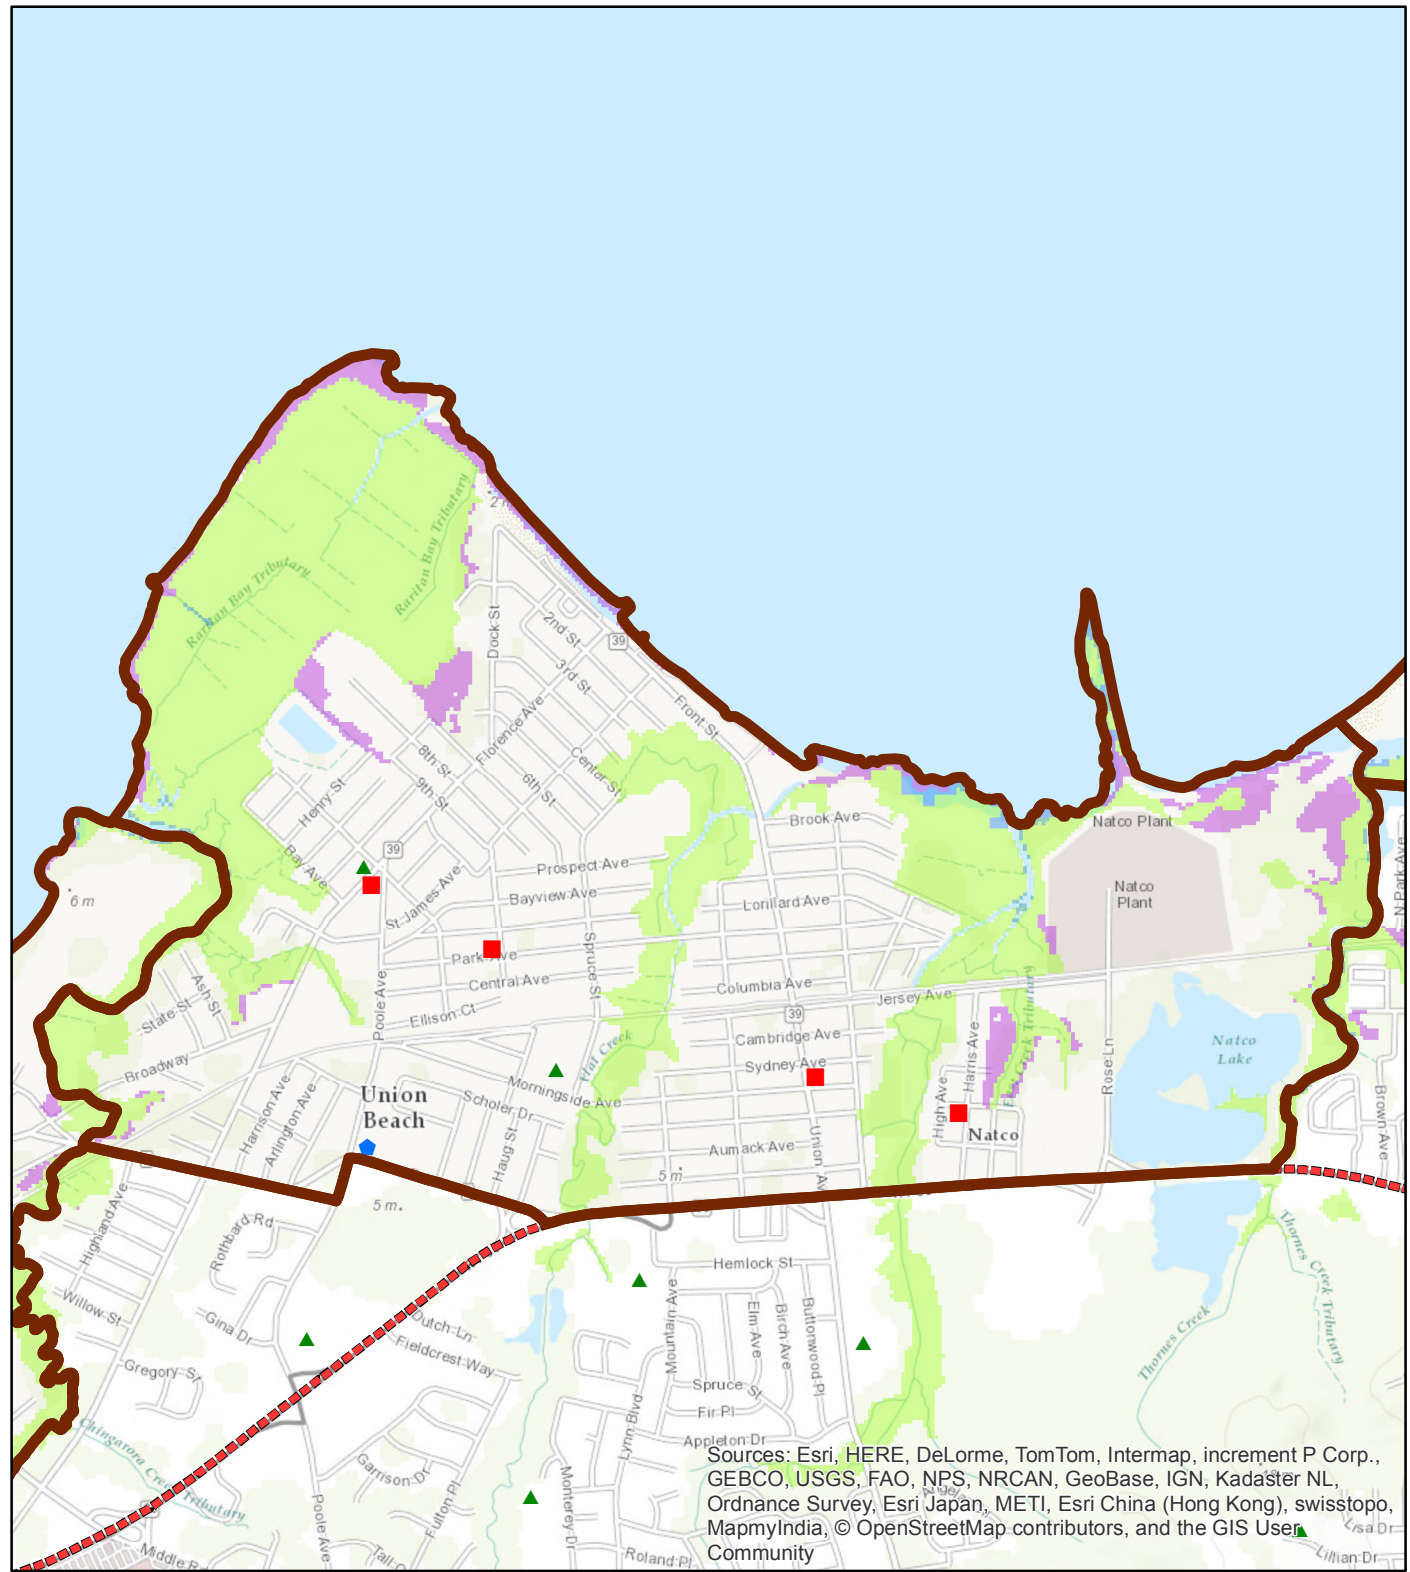 2nd St
Dock St
39
3rd St
Raritan Bay Tributary
Raritan Bay Tributary
Front St
Florence Ave
8th St
Center St
6th St
9th St
Henry St
Brook Ave
Natco Plant
39
Prospect Ave
Bay Ave
St James Ave
Bayview Ave
Lorillard Ave
Natco
Plant
N Park Ave
6 m
Park Ave
Spruce St
Central Ave
Columbia Ave
Jersey Ave
Ash St
State St
Poole Ave
Ellison Ct
39
Cambridge Ave
Flat Creek
Natco
Lake
Sydney Ave
Harris Ave
Rose Ln
Broadway
Morningside Ave
Scholer Dr
Union
Beach
Harrison Ave
Arlington Ave
High Ave
Brown Ave
Haug St
Aumack Ave
Union Av
Natco
5 m
5 m
Highland Ave
Rothbard Rd
Hemlock St
Thornes Creek Tributary
Willow St
Gina Dr
Dutch Ln
Fieldcrest Way
Mountain Ave
Elm Ave
Birch Ave
Buttonwood Pl
Thornes Creek
Gregory St
Spruce St
Fir Pl
Lynn Blvd
Appleton Dr
Chingarora Creek Tributary
Garrison Dr
Fulton Pl
Monterey Dr
Poole Ave
Sources: Esri, HERE, DeLorme, TomTom, Intermap, increment P Corp.,
GEBCO, USGS, FAO, NPS, NRCAN, GeoBase, IGN, Kadaster NL,
Ordnance Survey, Esri Japan, METI, Esri China (Hong Kong), swisstopo,
MapmyIndia, © OpenStreetMap contributors, and the GIS User
Community
Lisa Dr
Lillian Dr
Roland Pl